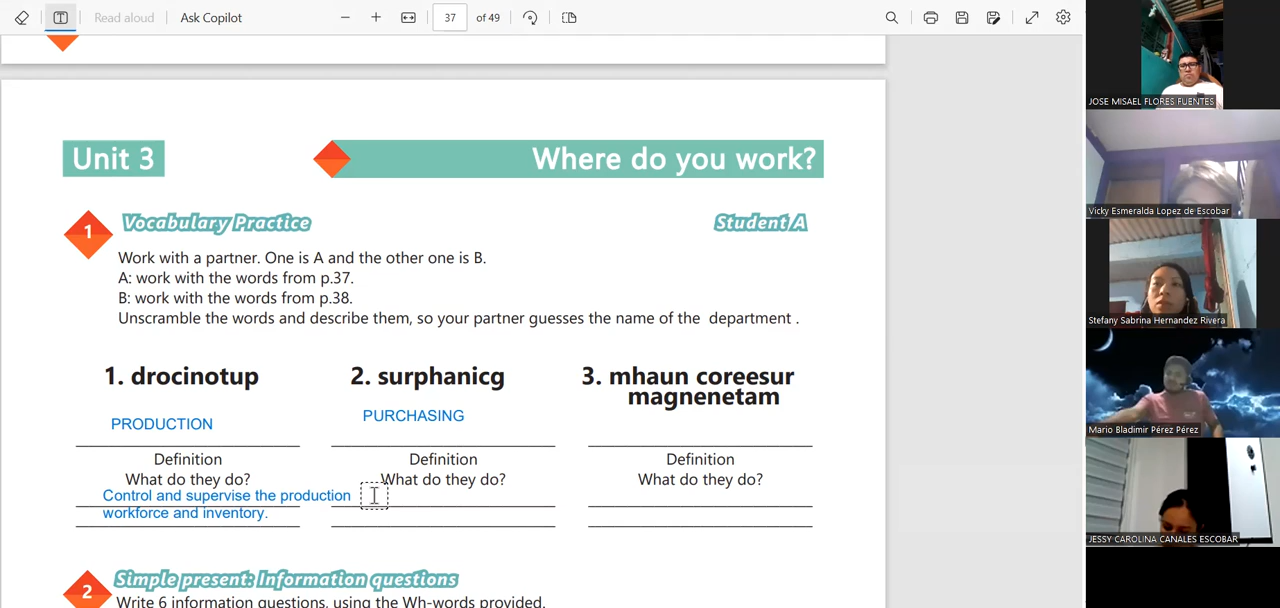 Read aloud
Ask Copilot
37 of 49
Unit 3
Where do you work?
1 Vocabulary Practice
Student A
Work with a partner. One is A and the other one is B.
A: work with the words from p.37.
B: work with the words from p.38.
Unscramble the words and describe them, so your partner guesses the name of the department .
1. drocinotup
2. surphanicg
3. mhaun coreesur
magnenetam
PRODUCTION
PURCHASING
Definition
Definition
Definition
What do they do?
What do they do?
What do they do?
Control and supervise the production
workforce and inventory.
2 Simple present: Information questions
Write 6 information questions, using the Wh-words provided.
JOSE MISAEL FLORES FUENTES
Vicky Esmeralda Lopez de Escobar
Stefany Sabrina Hernandez Rivera
Mario Bladimir Pérez Pérez
JESSY CAROLINA CANALES ESCOBAR